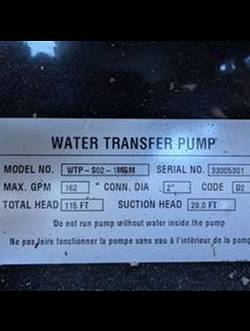 WATER TRANSFER PUMP
MODEL NO. WTP-S02-1MGM SERIAL NO. 33005301
MAX. GPM 162 " CONN. DIA 2" CODE D2
TOTAL HEAD 115 FT SUCTION HEAD 28.0 FT
Do not run pump without water inside the pump
Ne pas faire fonctionner la pompe sans eau à l'intérieur de la pomp